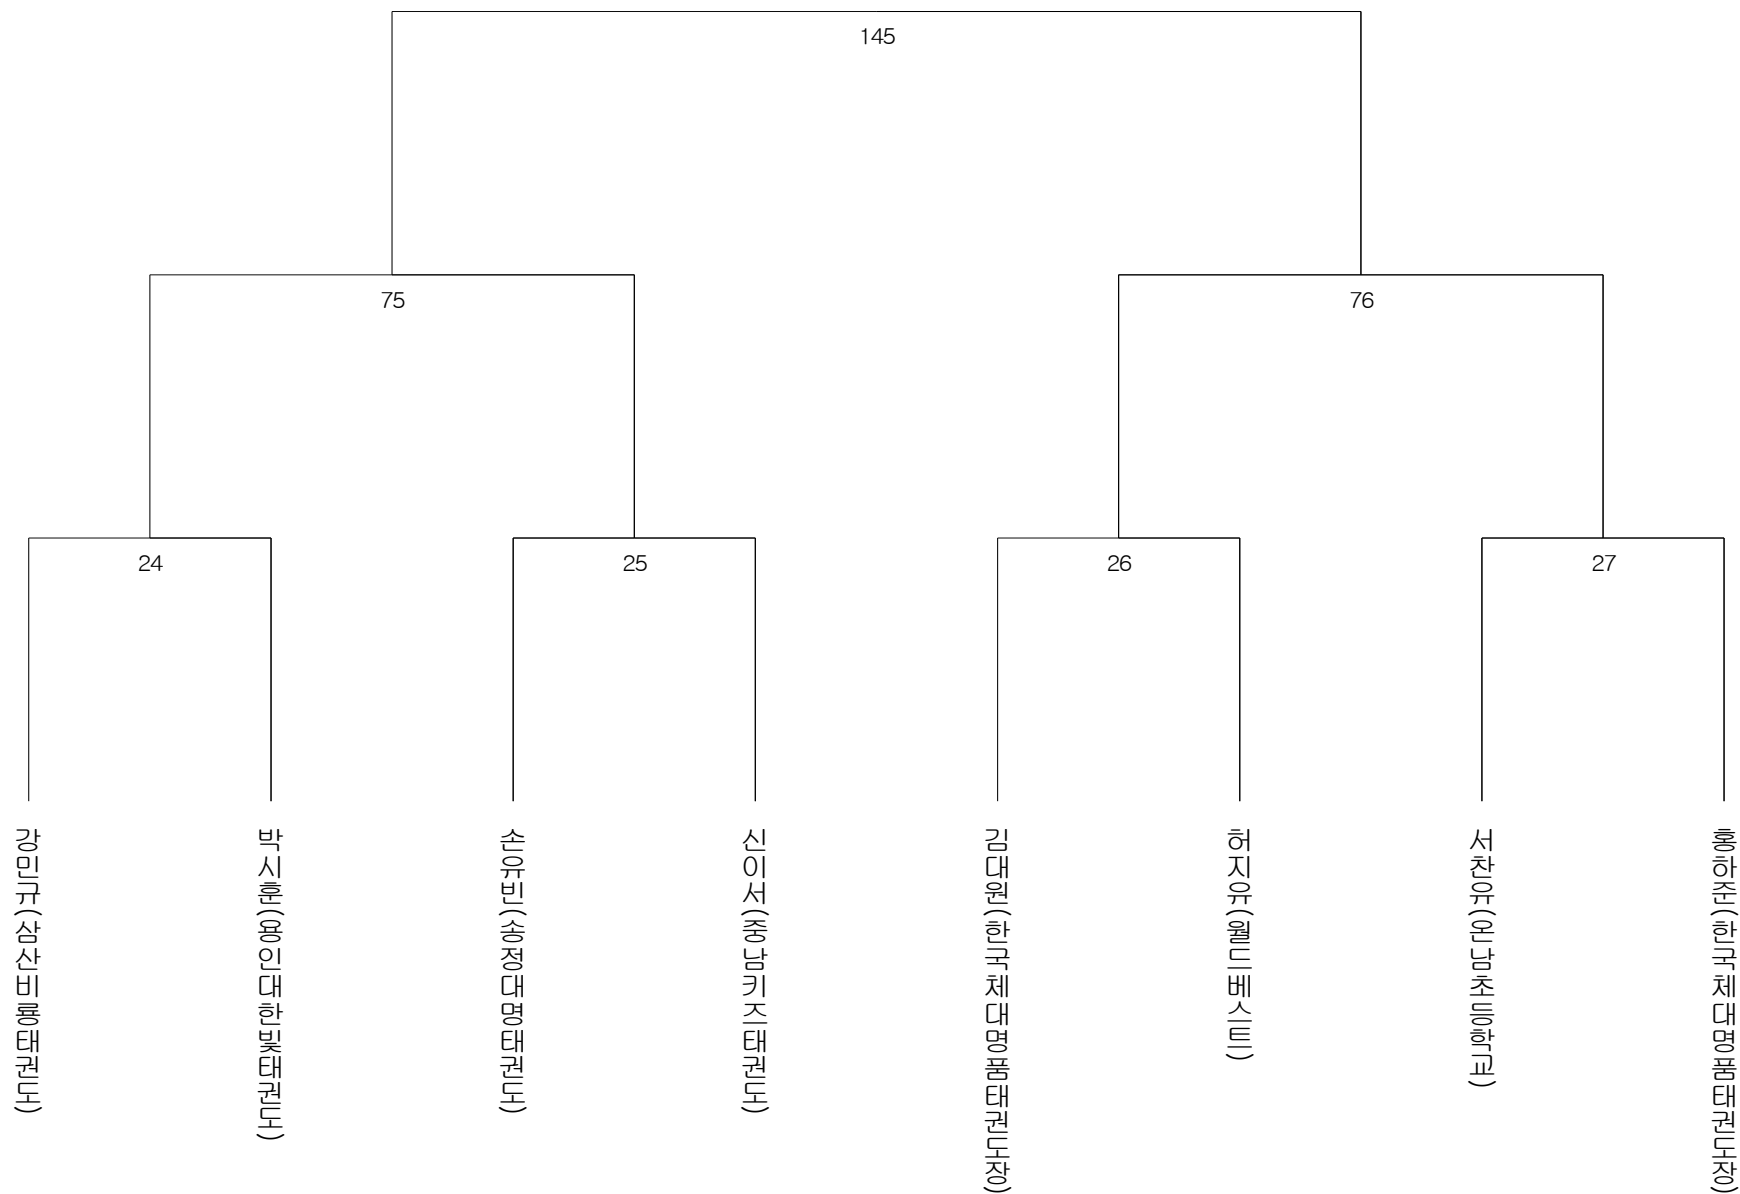 145
75
76
24
25
26
27
강민규(삼산비룡태권도)
박시훈(용인대한빛태권도)
손유빈(송정대명태권도)
신이서(중남키즈태권도)
김대원(한국체대명품태권도장)
허지유(월드베스트)
서찬유(온남초등학교)
홍하준(한국체대명품태권도장)